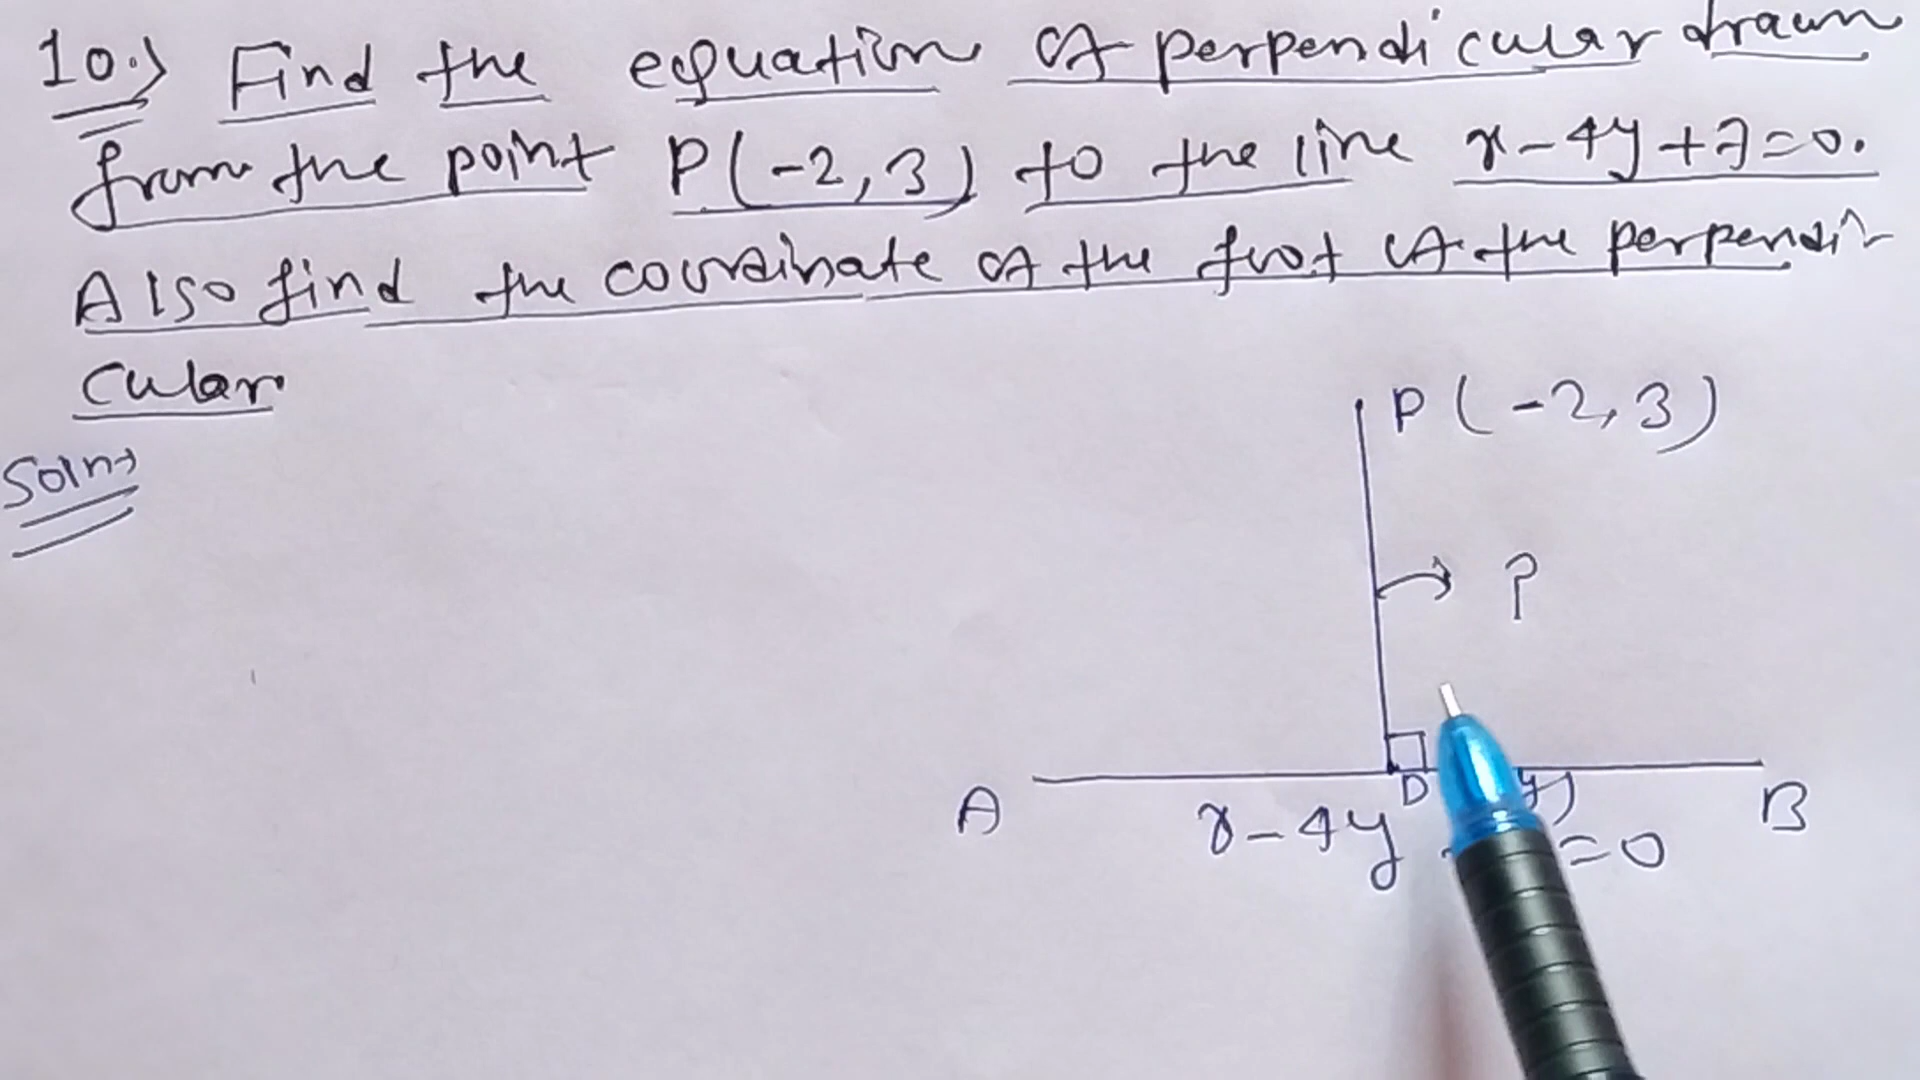 10.) Find the equation of perpendicular drawn
from the point P(-2, 3) to the line x-4y+7=0.
Also find the coordinate of the foot of the perpendi-
cular
Soln→
P(-2, 3)
?
A
D
y)
B
x-4y
=0